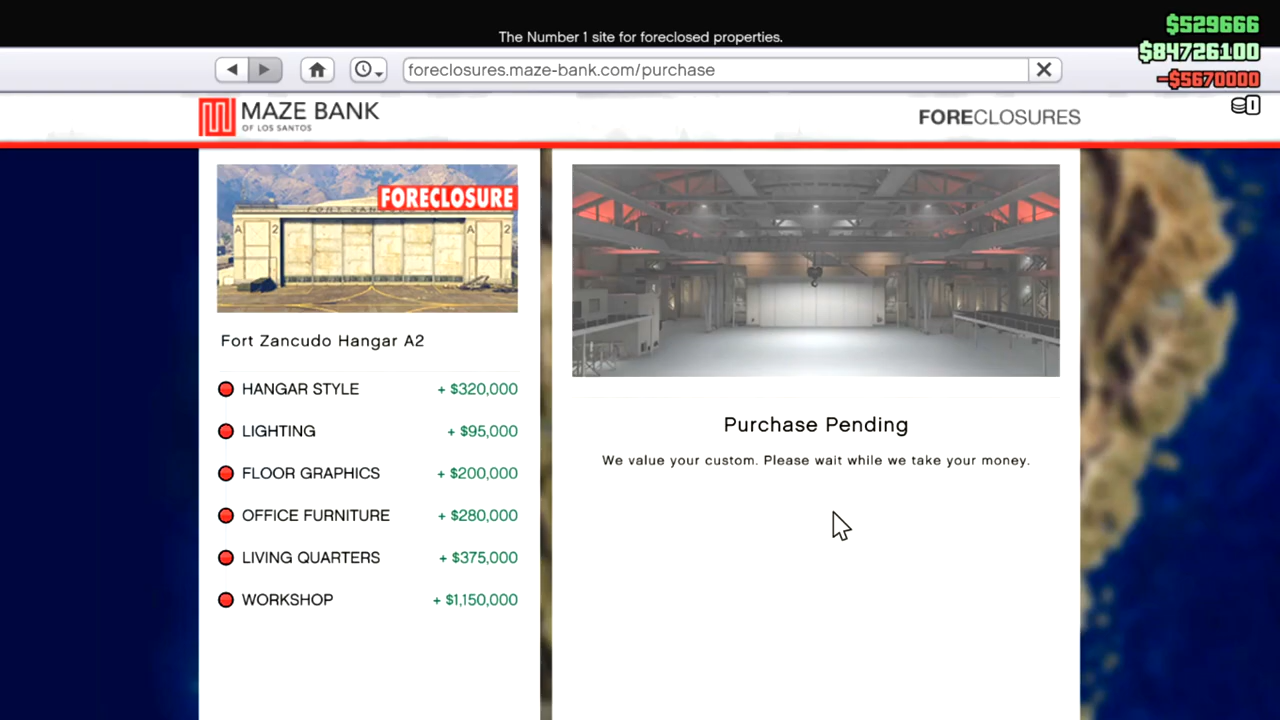 The Number 1 site for foreclosed properties.
$529666
$84726100
-$5670000
1
foreclosures.maze-bank.com/purchase
MAZE BANK
OF LOS SANTOS
FORECLOSURES
FORECLOSURE
A 2
A 2
Fort Zancudo Hangar A2
HANGAR STYLE + $320,000
LIGHTING + $95,000
FLOOR GRAPHICS + $200,000
OFFICE FURNITURE + $280,000
LIVING QUARTERS + $375,000
WORKSHOP + $1,150,000
Purchase Pending
We value your custom. Please wait while we take your money.